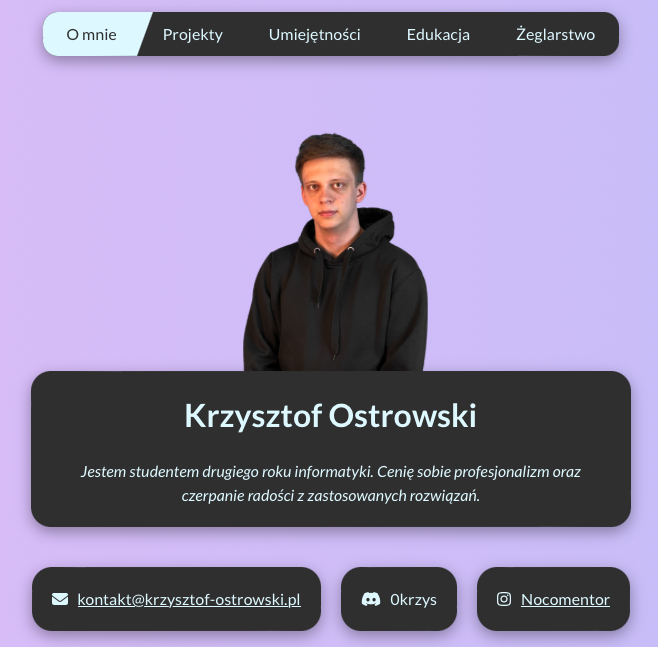 O mnie Projekty Umiejętności Edukacja Żeglarstwo
Krzysztof Ostrowski
Jestem studentem drugiego roku informatyki. Cenię sobie profesjonalizm oraz
czerpanie radości z zastosowanych rozwiązań.
kontakt@krzysztof-ostrowski.pl 0krzys Nocomentor